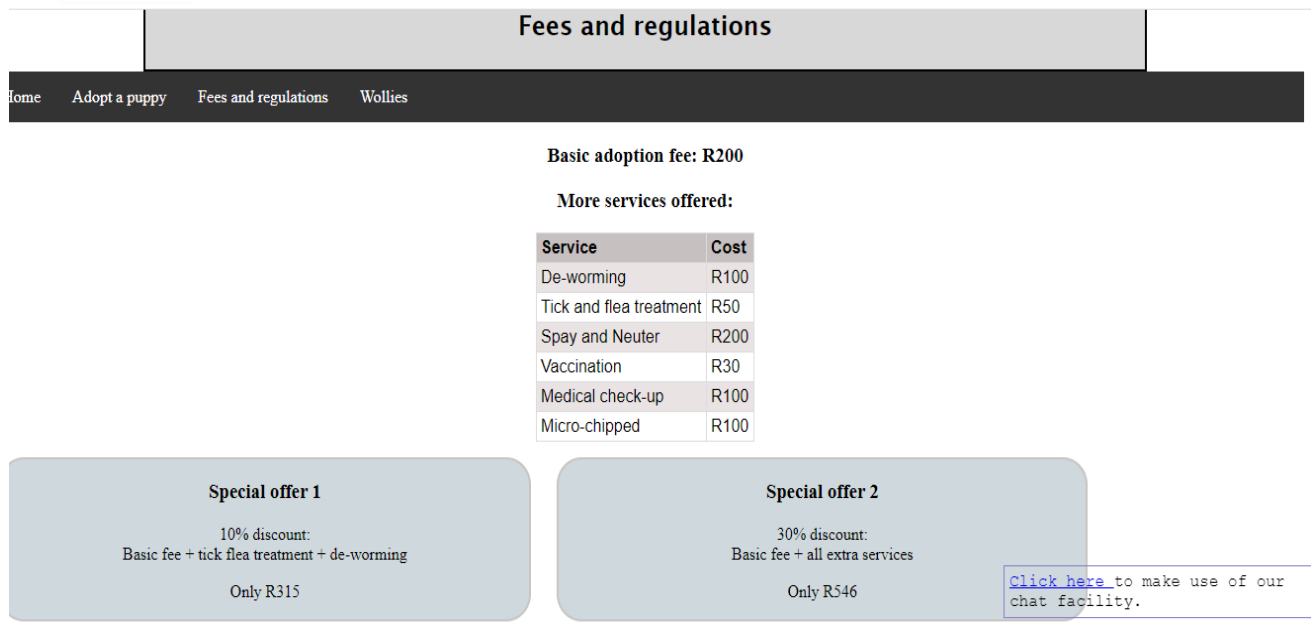 Fees and regulations
Home Adopt a puppy Fees and regulations Wollies
Basic adoption fee: R200
More services offered:
Service Cost
De-worming R100
Tick and flea treatment R50
Spay and Neuter R200
Vaccination R30
Medical check-up R100
Micro-chipped R100
Special offer 1
10% discount:
Basic fee + tick flea treatment + de-worming
Only R315
Special offer 2
30% discount:
Basic fee + all extra services
Only R546
Click here to make use of our
chat facility.